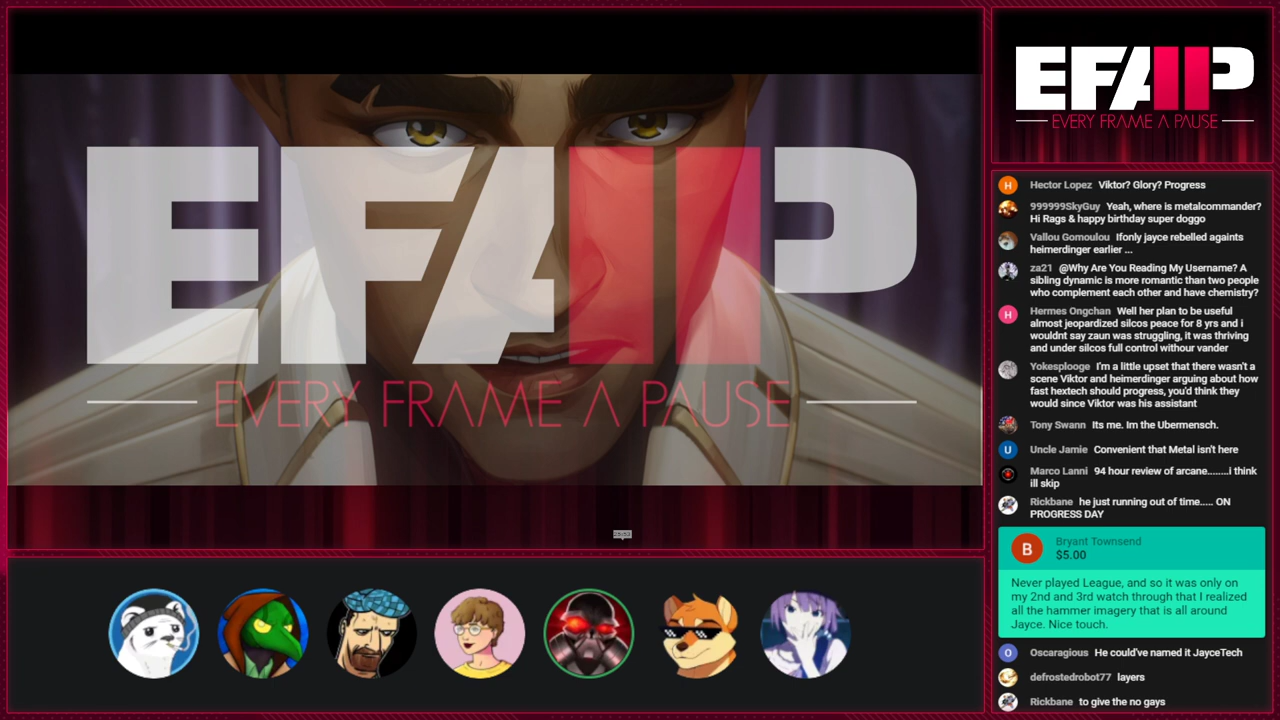 EFAP
EVERY FRAME A PAUSE
EFAP
EVERY FRAME A PAUSE
H
Hector Lopez Viktor? Glory? Progress
999999SkyGuy Yeah, where is metalcommander?
Hi Rags & happy birthday super doggo
Vallou Gomoulou Ifonly jayce rebelled againts
heimerdinger earlier ...
za21 @Why Are You Reading My Username? A
sibling dynamic is more romantic than two people
who complement each other and have chemistry?
H
Hermes Ongchan Well her plan to be useful
almost jeopardized silcos peace for 8 yrs and i
wouldnt say zaun was struggling, it was thriving
and under silcos full control withour vander
Yokesplooge I'm a little upset that there wasn't a
scene Viktor and heimerdinger arguing about how
fast hextech should progress, you'd think they
would since Viktor was his assistant
Tony Swann Its me. Im the Ubermensch.
U
Uncle Jamie Convenient that Metal isn't here
Marco Lanni 94 hour review of arcane........i think
ill skip
Rickbane he just running out of time..... ON
PROGRESS DAY
B
Bryant Townsend
$5.00
Never played League, and so it was only on
my 2nd and 3rd watch through that I realized
all the hammer imagery that is all around
Jayce. Nice touch.
O
Oscaragious He could've named it JayceTech
defrostedrobot77 layers
Rickbane to give the no gays